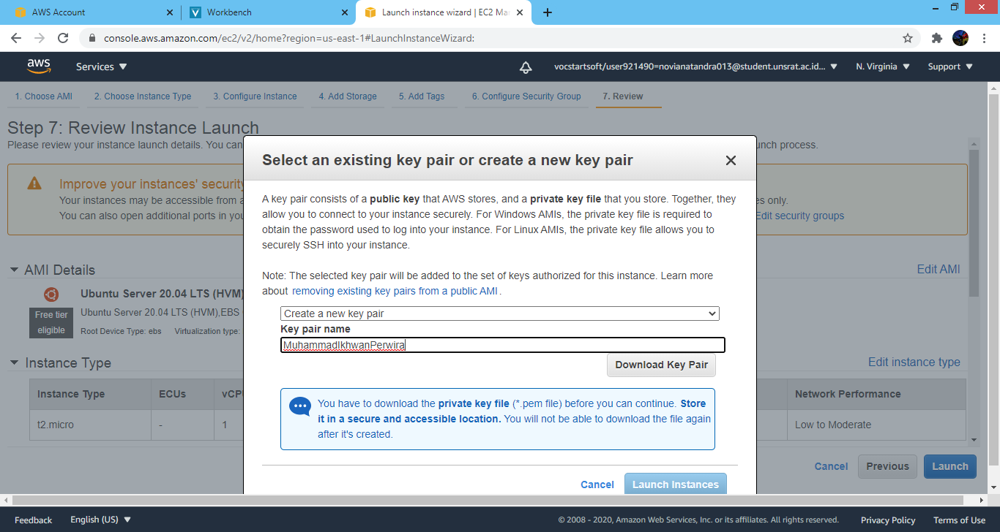 AWS Account
Workbench
Launch instance wizard | EC2 Ma
console.aws.amazon.com/ec2/v2/home?region=us-east-1#LaunchInstanceWizard:
aws
Services
vocstartsoft/user921490=novianatandra013@student.unsrat.ac.id...
N. Virginia
Support
1. Choose AMI
2. Choose Instance Type
3. Configure Instance
4. Add Storage
5. Add Tags
6. Configure Security Group
7. Review
Step 7: Review Instance Launch
Please review your instance launch details. You can
unch process.
Select an existing key pair or create a new key pair
Improve your instances' security
Your instances may be accessible from a
es only.
You can also open additional ports in you
Edit security groups
A key pair consists of a public key that AWS stores, and a private key file that you store. Together, they
allow you to connect to your instance securely. For Windows AMIs, the private key file is required to
obtain the password used to log into your instance. For Linux AMIs, the private key file allows you to
securely SSH into your instance.
Note: The selected key pair will be added to the set of keys authorized for this instance. Learn more
about removing existing key pairs from a public AMI .
AMI Details
Edit AMI
Ubuntu Server 20.04 LTS (HVM)
Free tier
eligible
Ubuntu Server 20.04 LTS (HVM),EBS
Root Device Type: ebs
Virtualization type:
Create a new key pair
Key pair name
MuhammadIkhwanPerwira
Download Key Pair
You have to download the private key file (*.pem file) before you can continue. Store
it in a secure and accessible location. You will not be able to download the file again
after it's created.
Instance Type
Edit instance type
Instance Type
ECUs
vCP
Network Performance
t2.micro
-
1
Low to Moderate
Cancel
Launch Instances
Cancel
Previous
Launch
Feedback
English (US)
© 2008 - 2020, Amazon Web Services, Inc. or its affiliates. All rights reserved.
Privacy Policy
Terms of Use